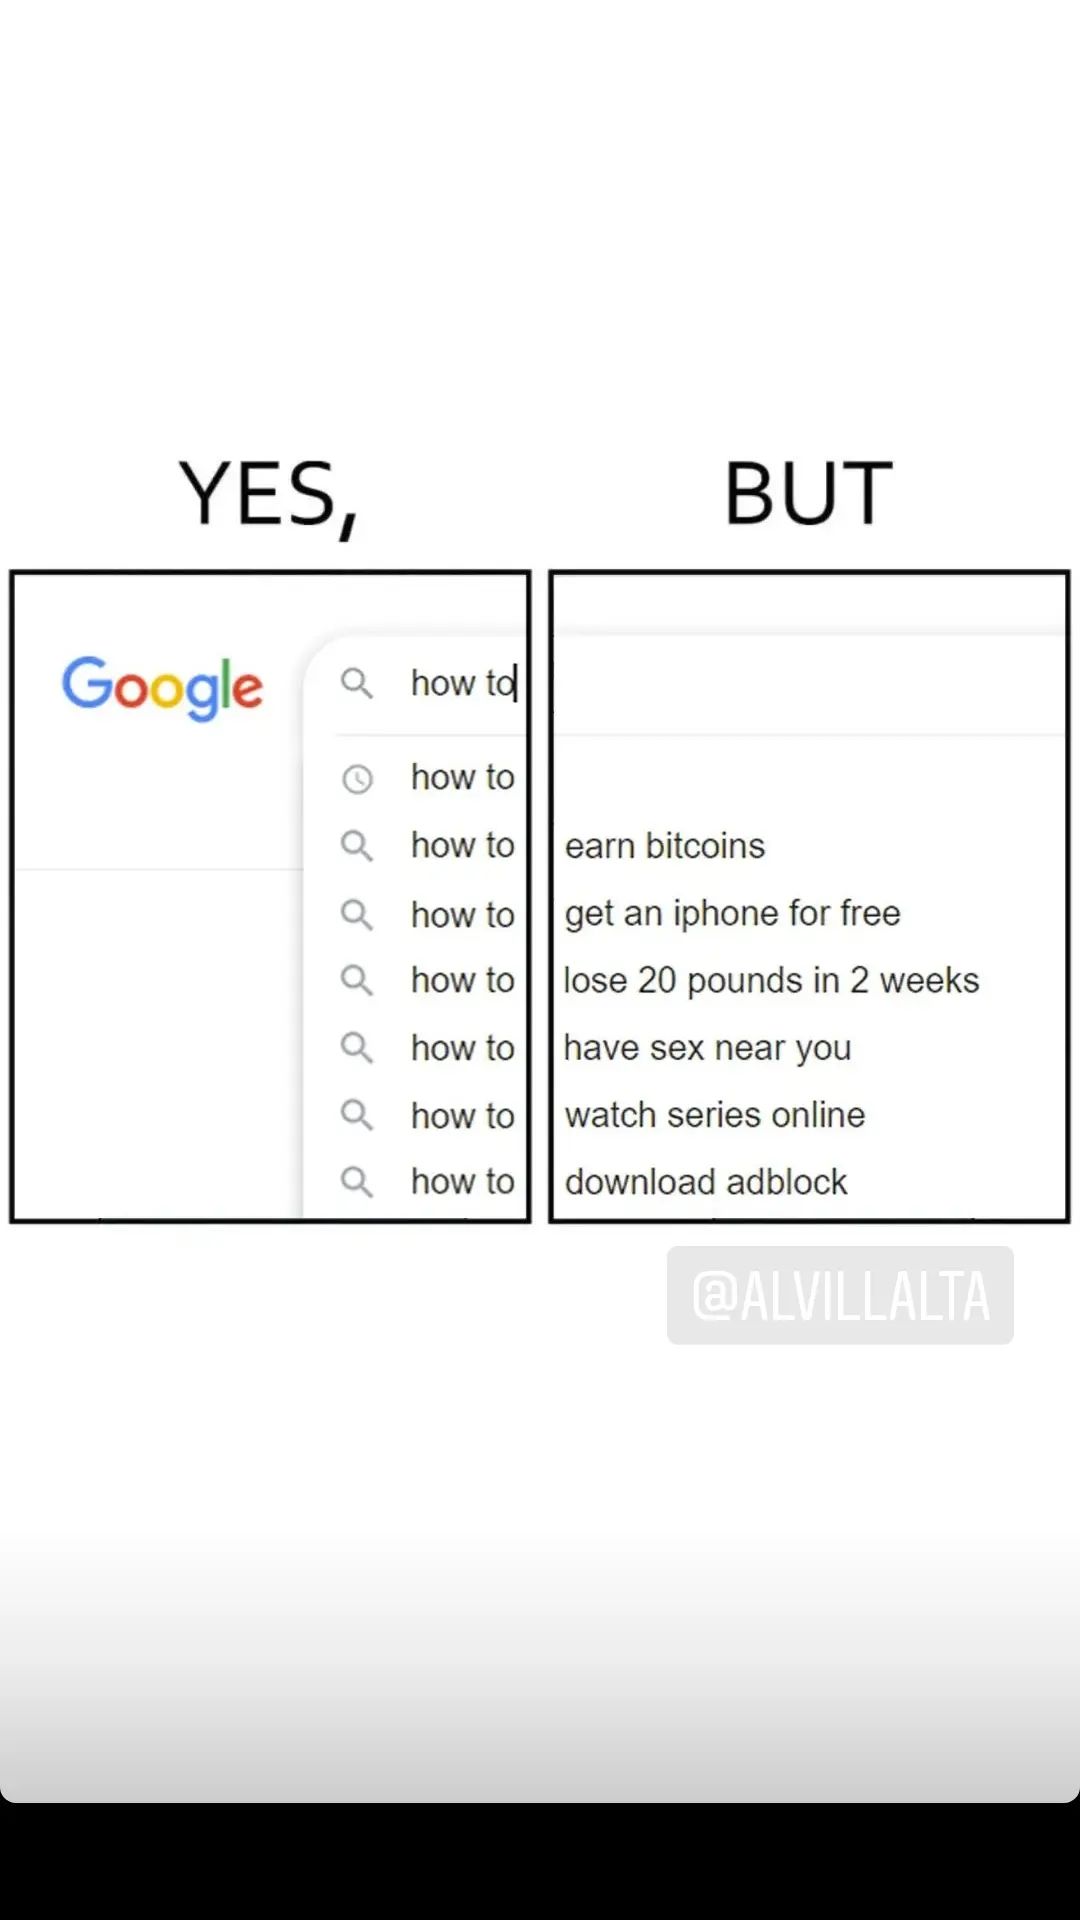 YES,
BUT
Google
how to
how to
how to earn bitcoins
how to get an iphone for free
how to lose 20 pounds in 2 weeks
how to have sex near you
how to watch series online
how to download adblock
@ALVILLALTA